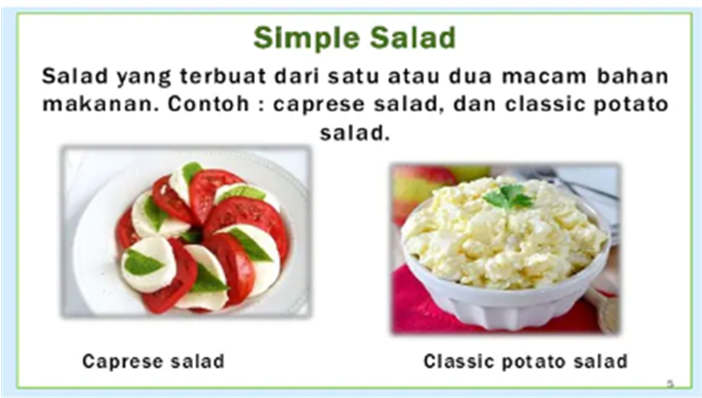 Simple Salad
Salad yang terbuat dari satu atau dua macam bahan
makanan. Contoh : caprese salad, dan classic potato
salad.
Caprese salad
Classic potato salad
5